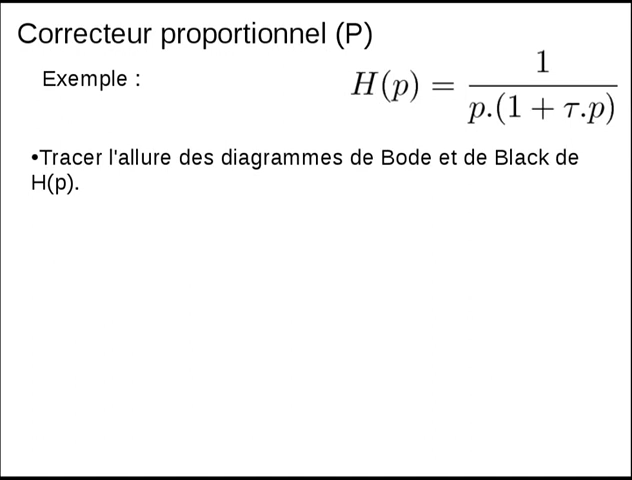 Correcteur proportionnel (P)
Exemple :
H(p) = 1 / p.(1 + τ.p)
•Tracer l'allure des diagrammes de Bode et de Black de
H(p).